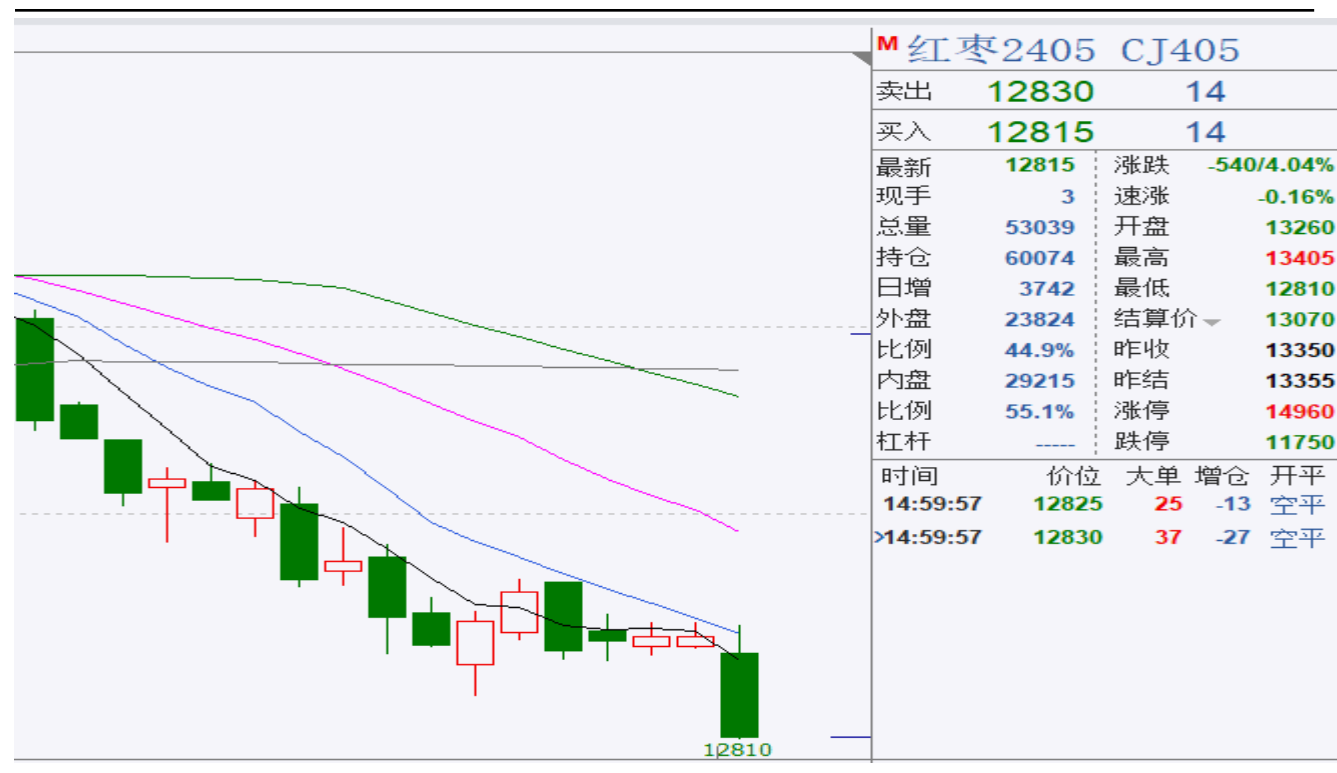 M 红枣2405 CJ405
卖出 12830 14
买入 12815 14
最新 12815 涨跌 -540/4.04%
现手 3 速涨 -0.16%
总量 53039 开盘 13260
持仓 60074 最高 13405
日增 3742 最低 12810
外盘 23824 结算价 13070
比例 44.9% 昨收 13350
内盘 29215 昨结 13355
比例 55.1% 涨停 14960
杠杆 ----- 跌停 11750
时间 价位 大单 增仓 开平
14:59:57 12825 25 -13 空平
14:59:57 12830 37 -27 空平
12810